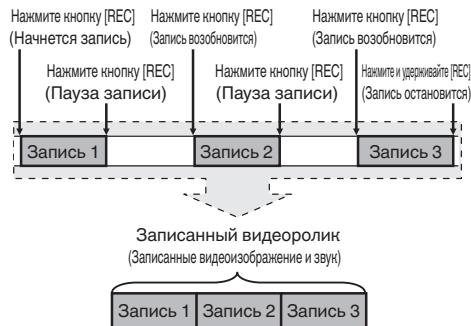 Нажмите кнопку [REC]
(Начнется запись)
Нажмите кнопку [REC]
(Запись возобновится)
Нажмите кнопку [REC]
(Запись возобновится)
Нажмите кнопку [REC]
(Пауза записи)
Нажмите кнопку [REC]
(Пауза записи)
Нажмите и удерживайте [REC]
(Запись остановится)
Запись 1
Запись 2
Запись 3
Записанный видеоролик
(Записанные видеоизображение и звук)
Запись 1
Запись 2
Запись 3